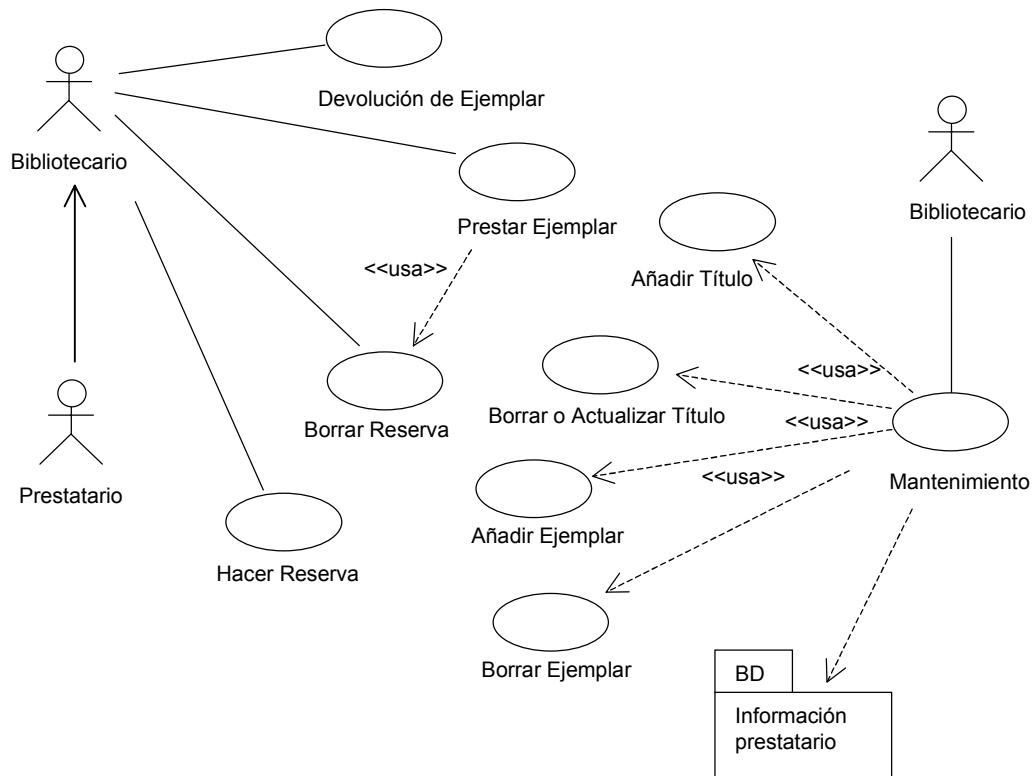 Devolución de Ejemplar
Bibliotecario
Prestar Ejemplar
Bibliotecario
<<usa>>
Añadir Título
<<usa>>
Borrar o Actualizar Título
<<usa>>
Borrar Reserva
<<usa>>
Mantenimiento
Prestatario
Añadir Ejemplar
Hacer Reserva
Borrar Ejemplar
BD
Información
prestatario